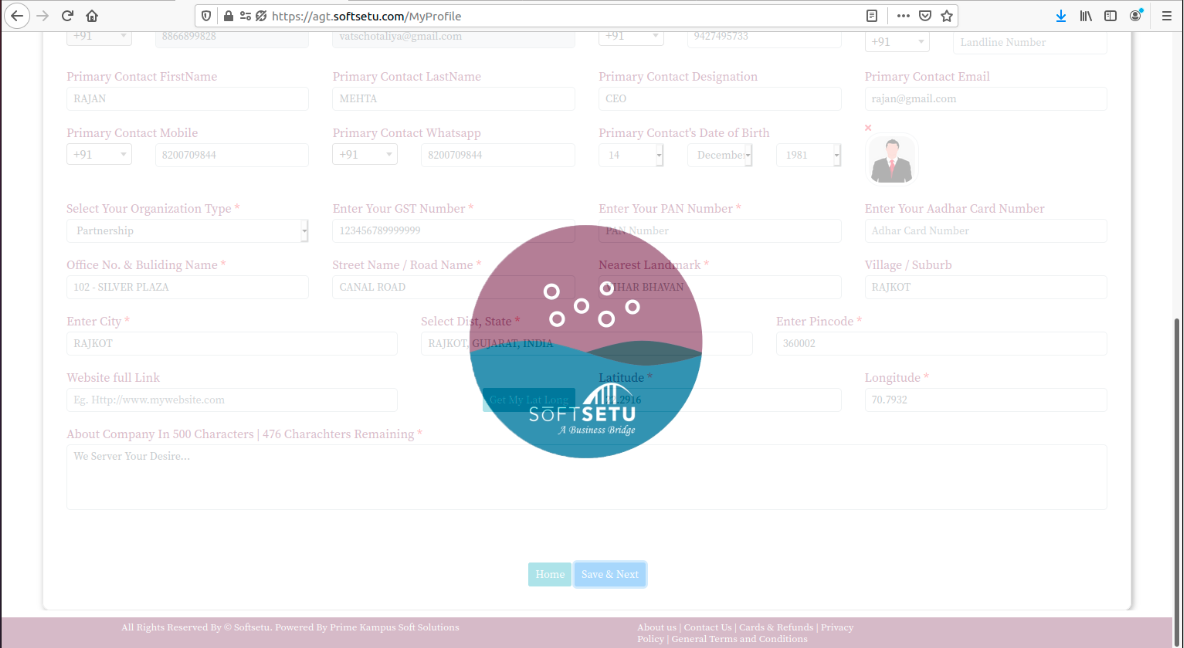 https://agt.softsetu.com/MyProfile
+91 8866899828 vatschotaliya@gmail.com +91 9427495733 +91 Landline Number
Primary Contact FirstName Primary Contact LastName Primary Contact Designation Primary Contact Email
RAJAN MEHTA CEO rajan@gmail.com
Primary Contact Mobile Primary Contact Whatsapp Primary Contact's Date of Birth
+91 8200709844 +91 8200709844 14 December 1981
Select Your Organization Type * Enter Your GST Number * Enter Your PAN Number * Enter Your Aadhar Card Number
Partnership 123456789999999 PAN Number Adhar Card Number
Office No. & Buliding Name * Street Name / Road Name * Nearest Landmark * Village / Suburb
102 - SILVER PLAZA CANAL ROAD BHAVAN RAJKOT
Enter City * Select Dist, State * Enter Pincode *
RAJKOT RAJKOT, GUJARAT, INDIA 360002
Website full Link Latitude * Longitude *
Eg. Http://www.mywebsite.com Get My Lat Long 70.7932
SOFTSETU
A Business Bridge
About Company In 500 Characters | 476 Charachters Remaining *
We Server Your Desire...
Home Save & Next
All Rights Reserved By © Softsetu. Powered By Prime Kampus Soft Solutions
About us | Contact Us | Cards & Refunds | Privacy
Policy | General Terms and Conditions